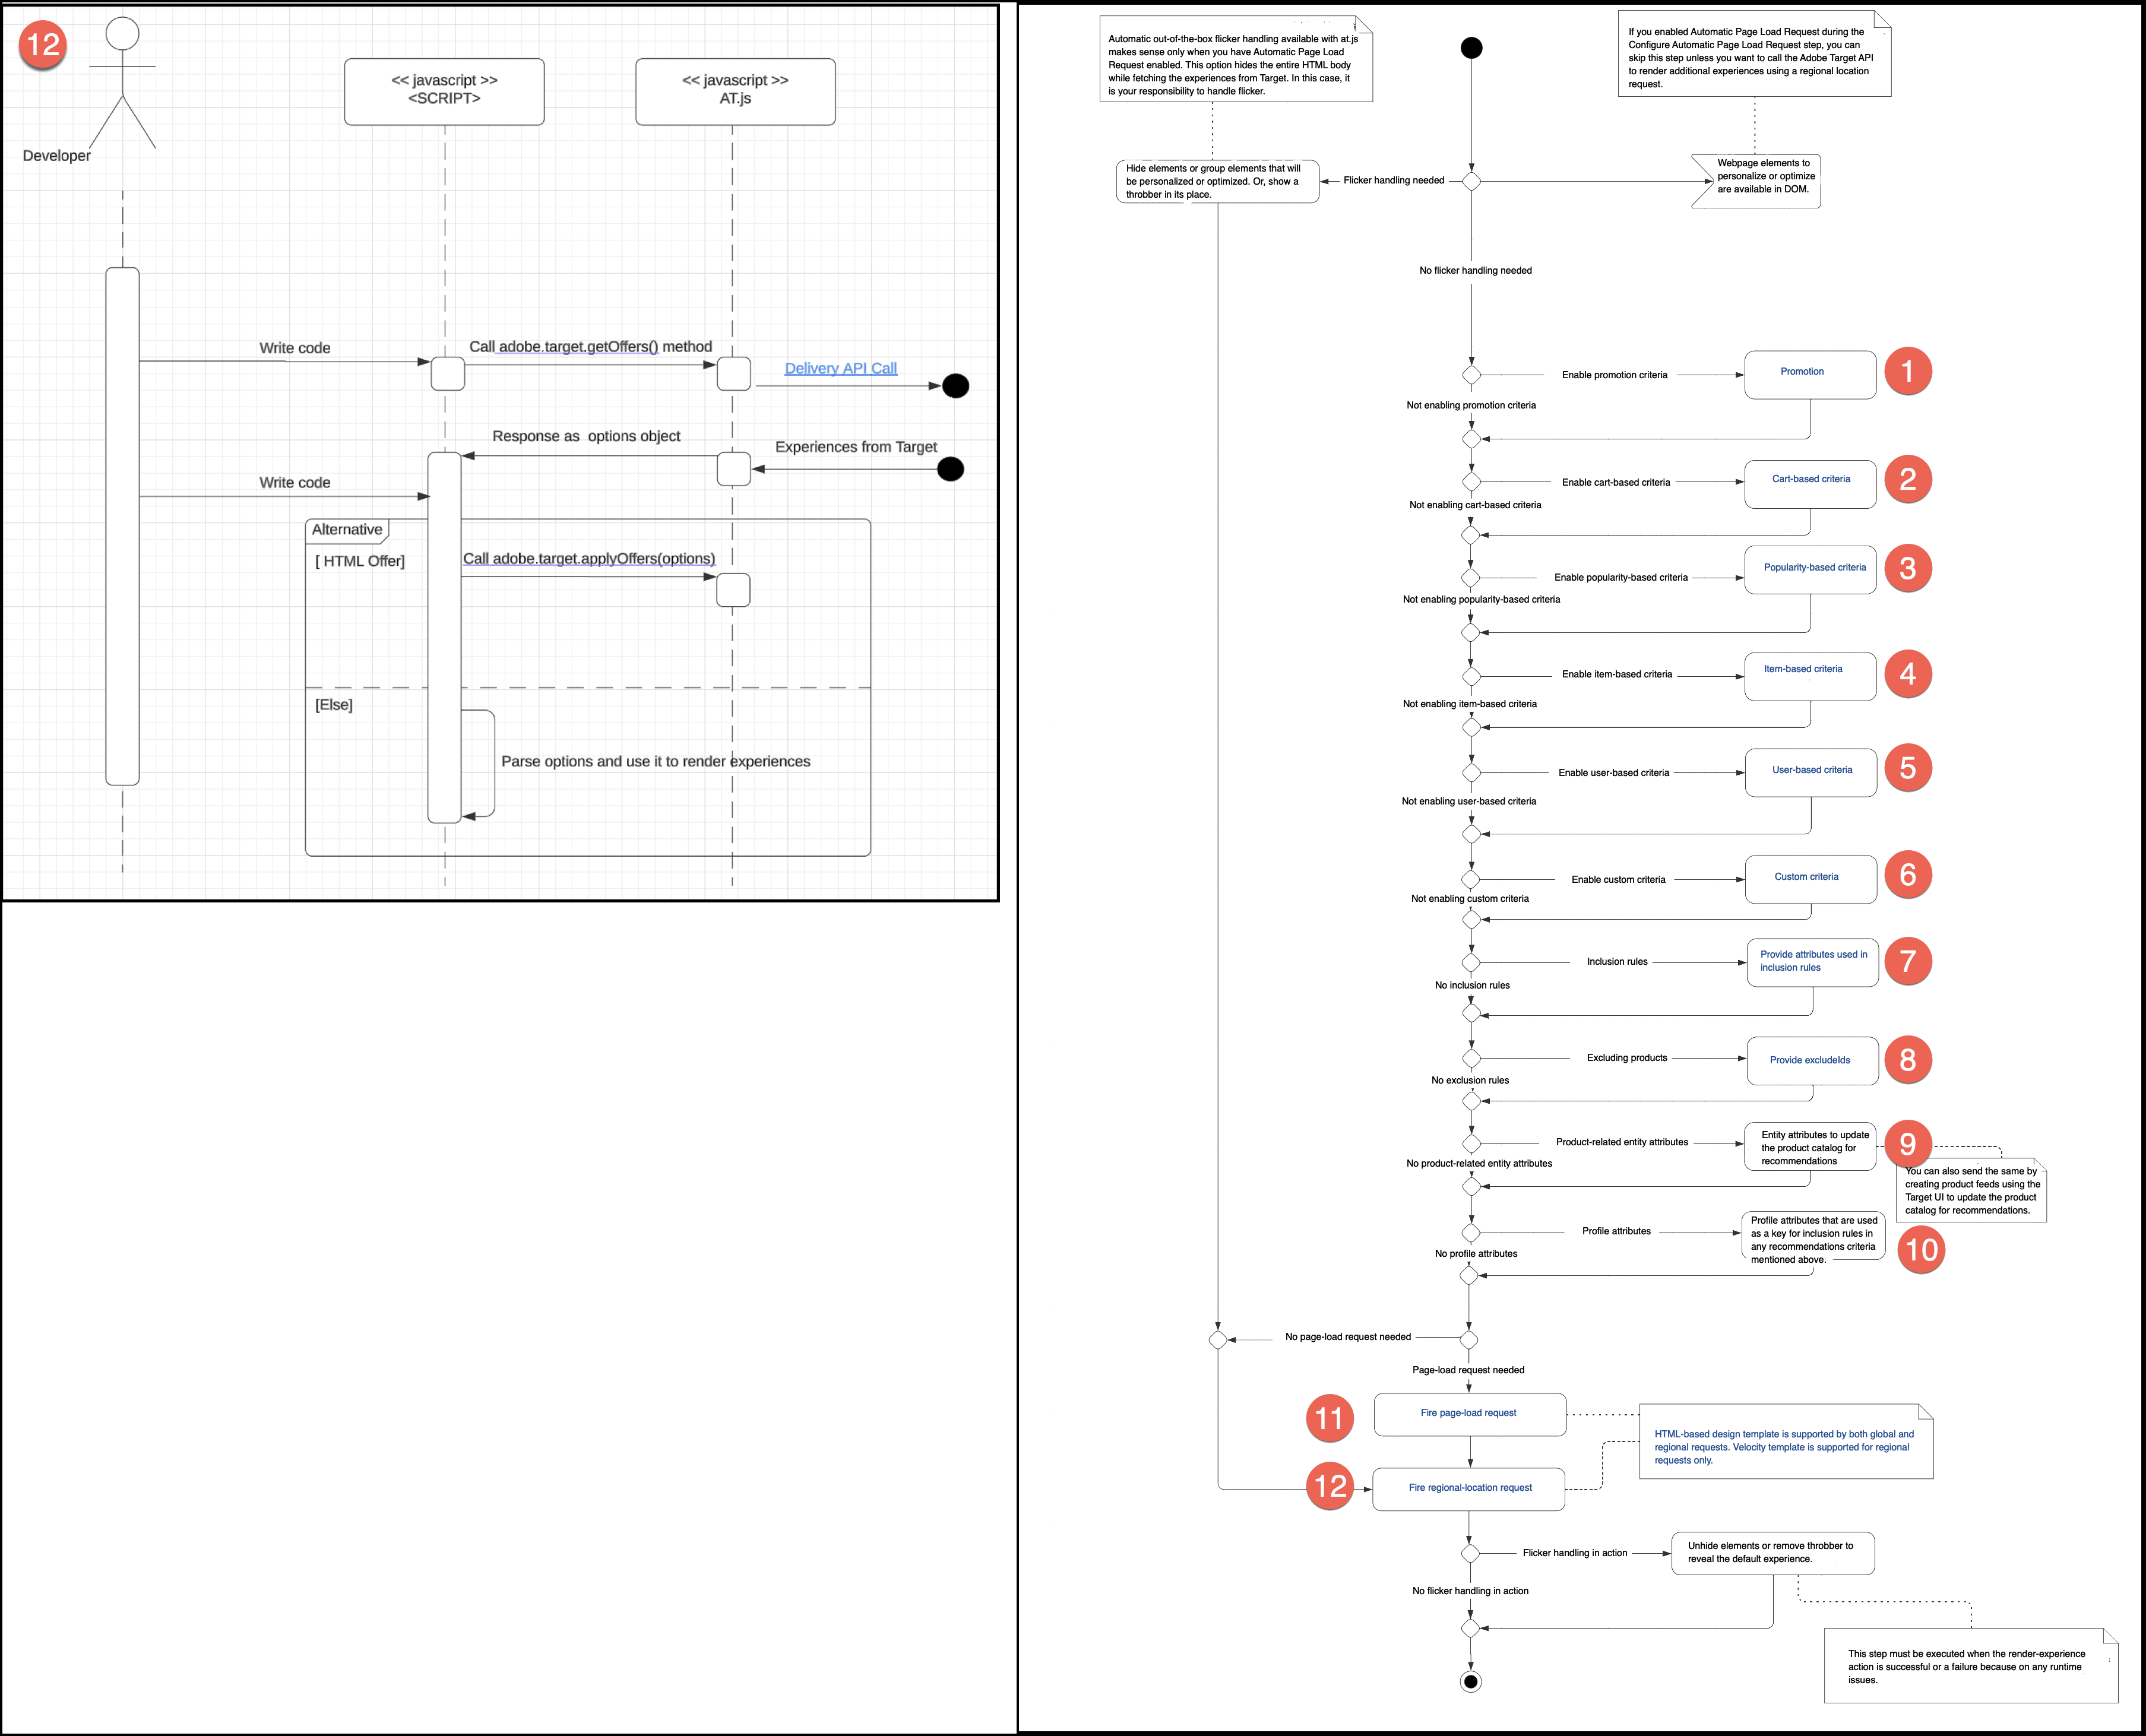 12
Developer
<< javascript >>
<SCRIPT>
<< javascript >>
AT.js
Write code
Call adobe.target.getOffers() method
Delivery API Call
Response as options object
Experiences from Target
Write code
Alternative
[ HTML Offer]
Call adobe.target.applyOffers(options)
[Else]
Parse options and use it to render experiences
Automatic out-of-the-box flicker handling available with at.js
makes sense only when you have Automatic Page Load
Request enabled. This option hides the entire HTML body
while fetching the experiences from Target. In this case, it
is your responsibility to handle flicker.
If you enabled Automatic Page Load Request during the
Configure Automatic Page Load Request step, you can
skip this step unless you want to call the Adobe Target API
to render additional experiences using a regional location
request.
Hide elements or group elements that will
be personalized or optimized. Or, show a
throbber in its place.
Flicker handling needed
Webpage elements to
personalize or optimize
are available in DOM.
No flicker handling needed
Enable promotion criteria
Promotion
1
Not enabling promotion criteria
Enable cart-based criteria
Cart-based criteria
2
Not enabling cart-based criteria
Enable popularity-based criteria
Popularity-based criteria
3
Not enabling popularity-based criteria
Enable item-based criteria
Item-based criteria
4
Not enabling item-based criteria
Enable user-based criteria
User-based criteria
5
Not enabling user-based criteria
Enable custom criteria
Custom criteria
6
Not enabling custom criteria
Inclusion rules
Provide attributes used in
inclusion rules
7
No inclusion rules
Excluding products
Provide excludeIds
8
No exclusion rules
Product-related entity attributes
Entity attributes to update
the product catalog for
recommendations
9
No product-related entity attributes
You can also send the same by
creating product feeds using the
Target UI to update the product
catalog for recommendations.
Profile attributes
Profile attributes that are used
as a key for inclusion rules in
any recommendations criteria
mentioned above.
10
No profile attributes
No page-load request needed
Page-load request needed
11
Fire page-load request
HTML-based design template is supported by both global and
regional requests. Velocity template is supported for regional
requests only.
12
Fire regional-location request
Flicker handling in action
Unhide elements or remove throbber to
reveal the default experience.
No flicker handling in action
This step must be executed when the render-experience
action is successful or a failure because on any runtime
issues.